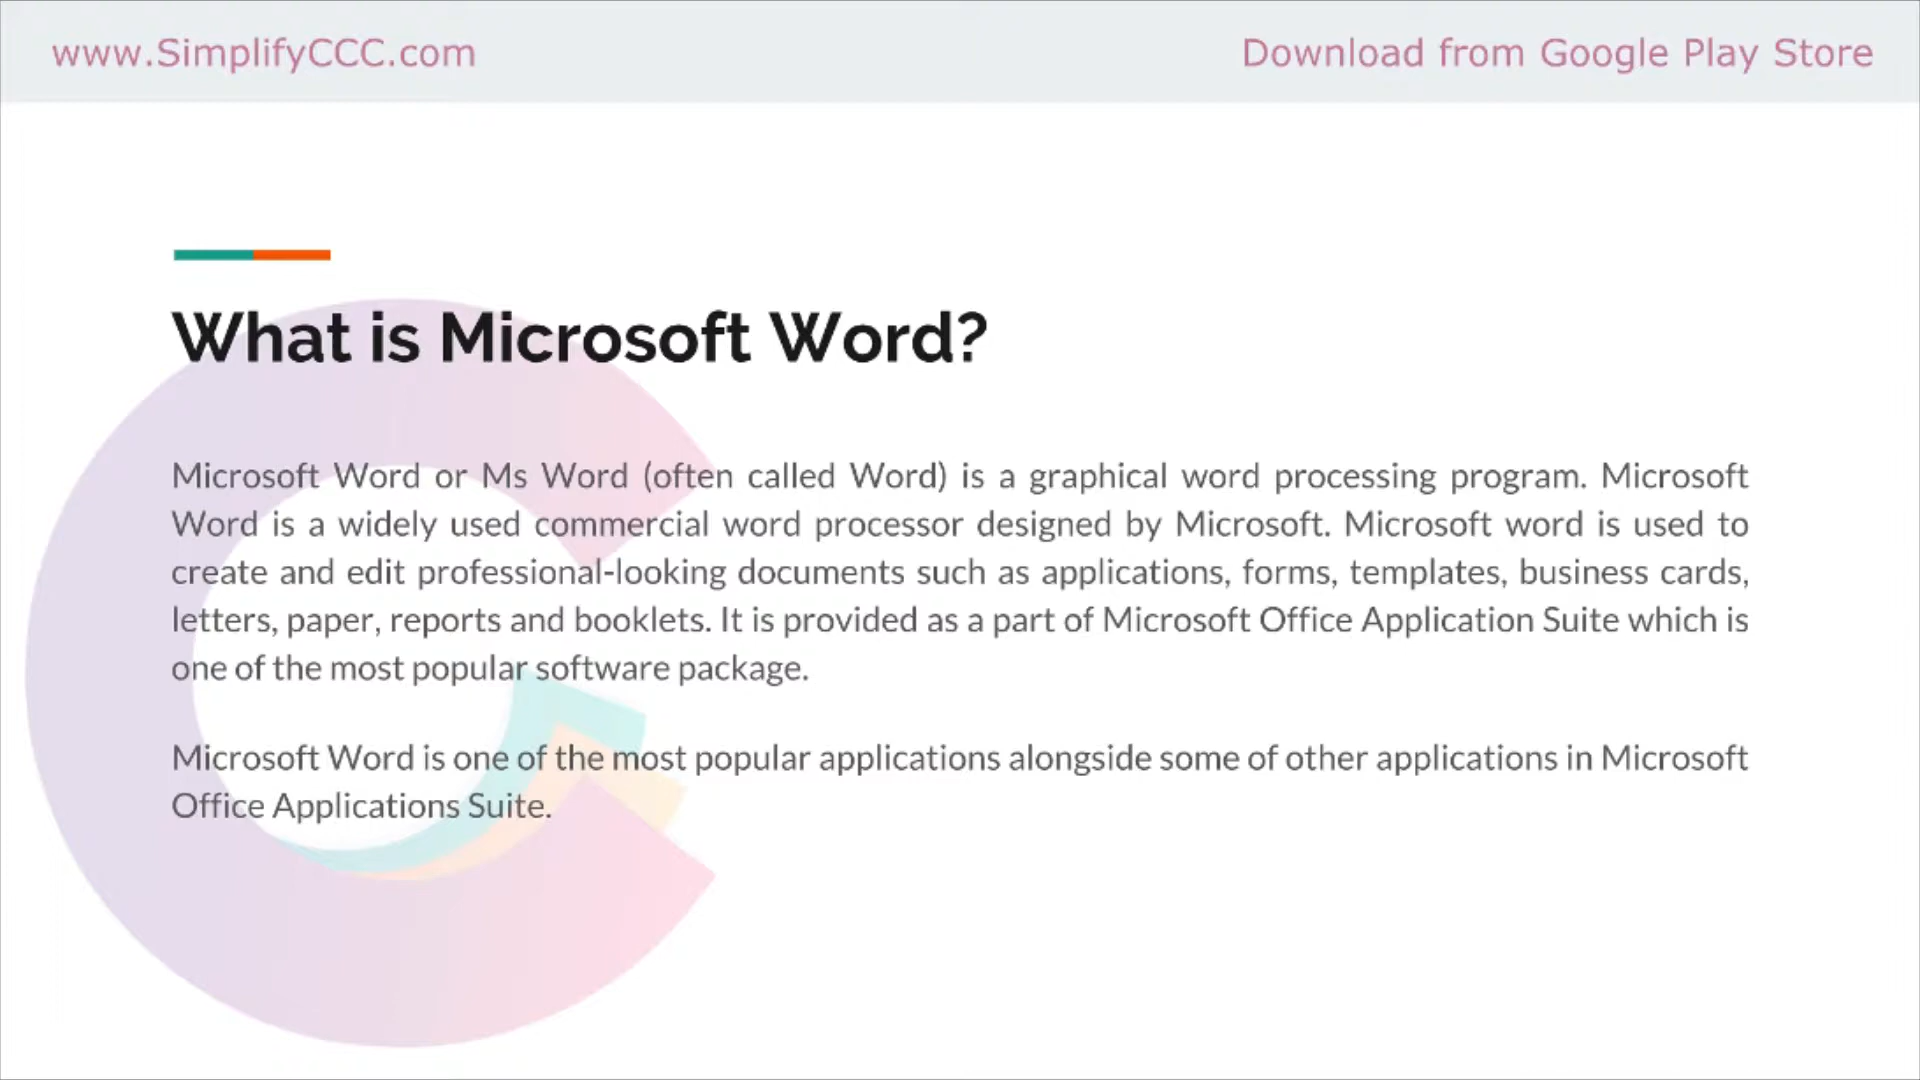 www.SimplifyCCC.com
Download from Google Play Store
What is Microsoft Word?
Microsoft Word or Ms Word (often called Word) is a graphical word processing program. Microsoft
Word is a widely used commercial word processor designed by Microsoft. Microsoft word is used to
create and edit professional-looking documents such as applications, forms, templates, business cards,
letters, paper, reports and booklets. It is provided as a part of Microsoft Office Application Suite which is
one of the most popular software package.
Microsoft Word is one of the most popular applications alongside some of other applications in Microsoft
Office Applications Suite.